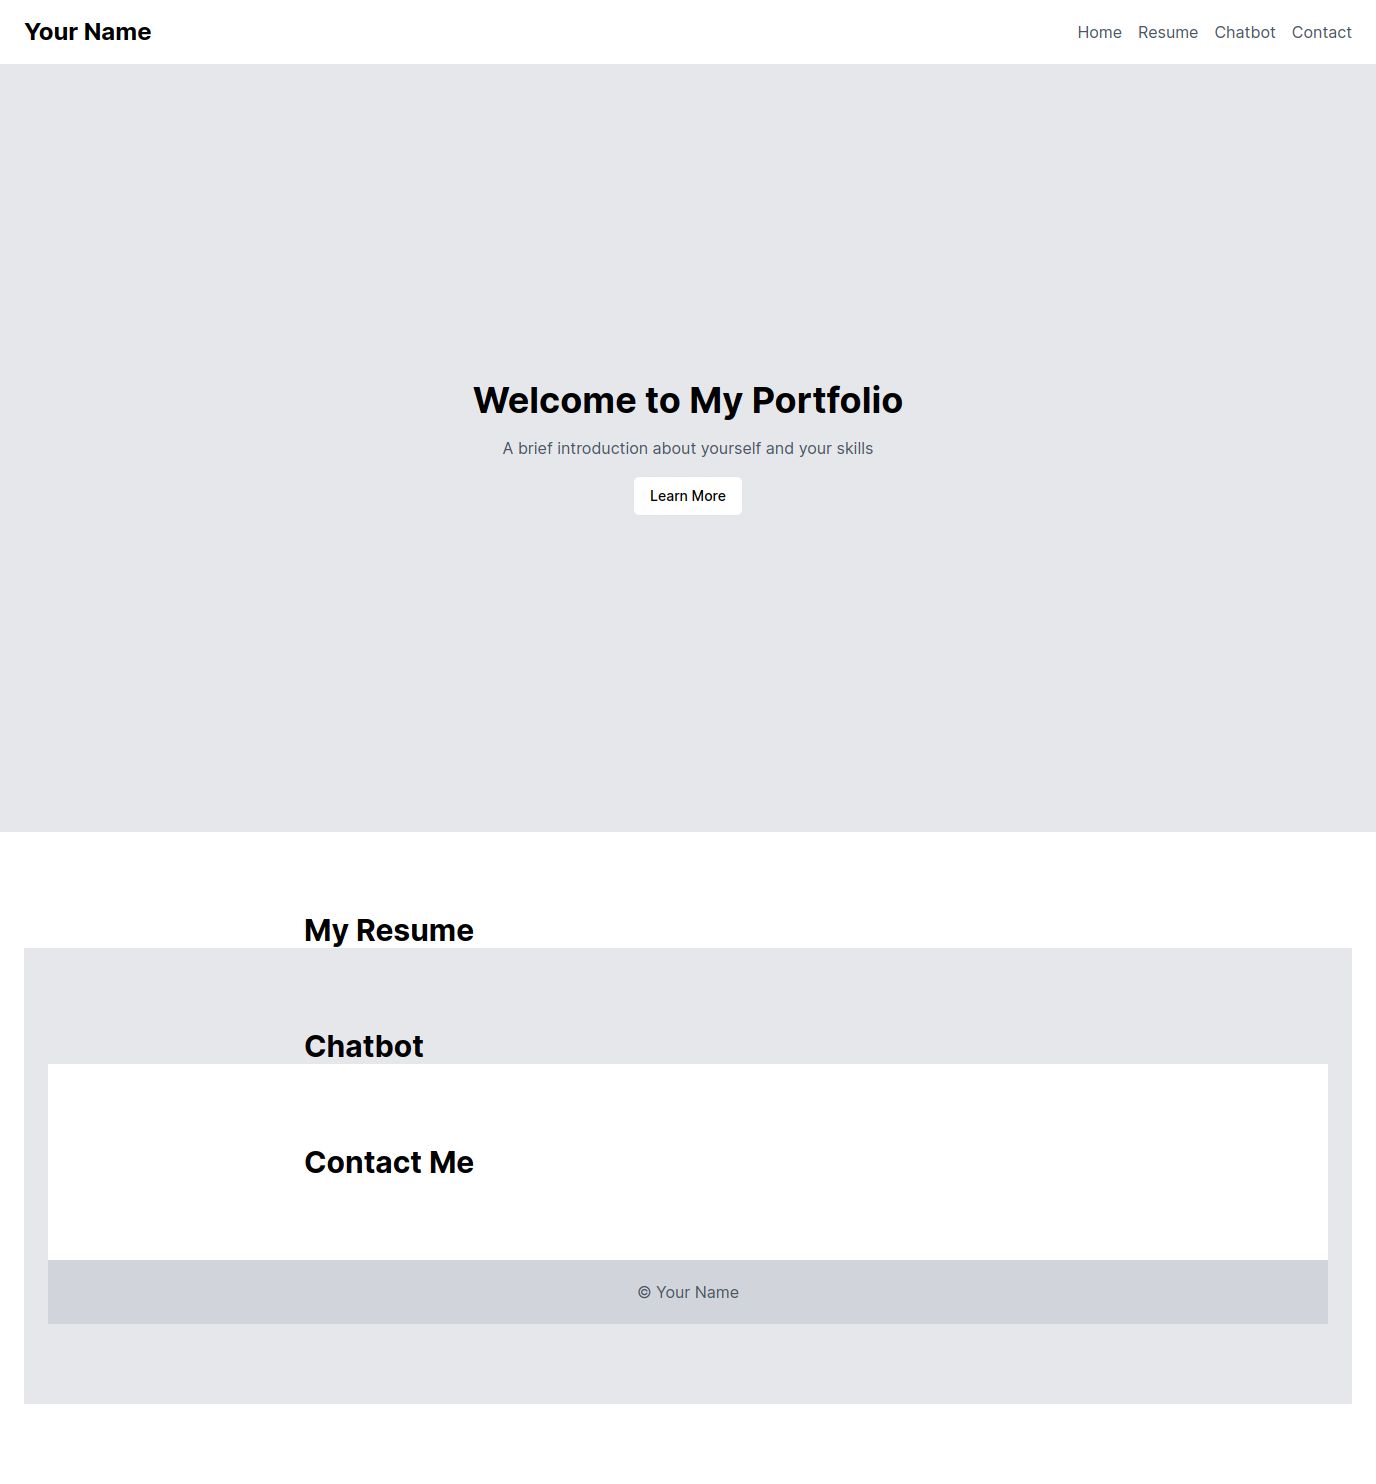 Your Name
Home Resume Chatbot Contact
Welcome to My Portfolio
A brief introduction about yourself and your skills
Learn More
My Resume
Chatbot
Contact Me
© Your Name